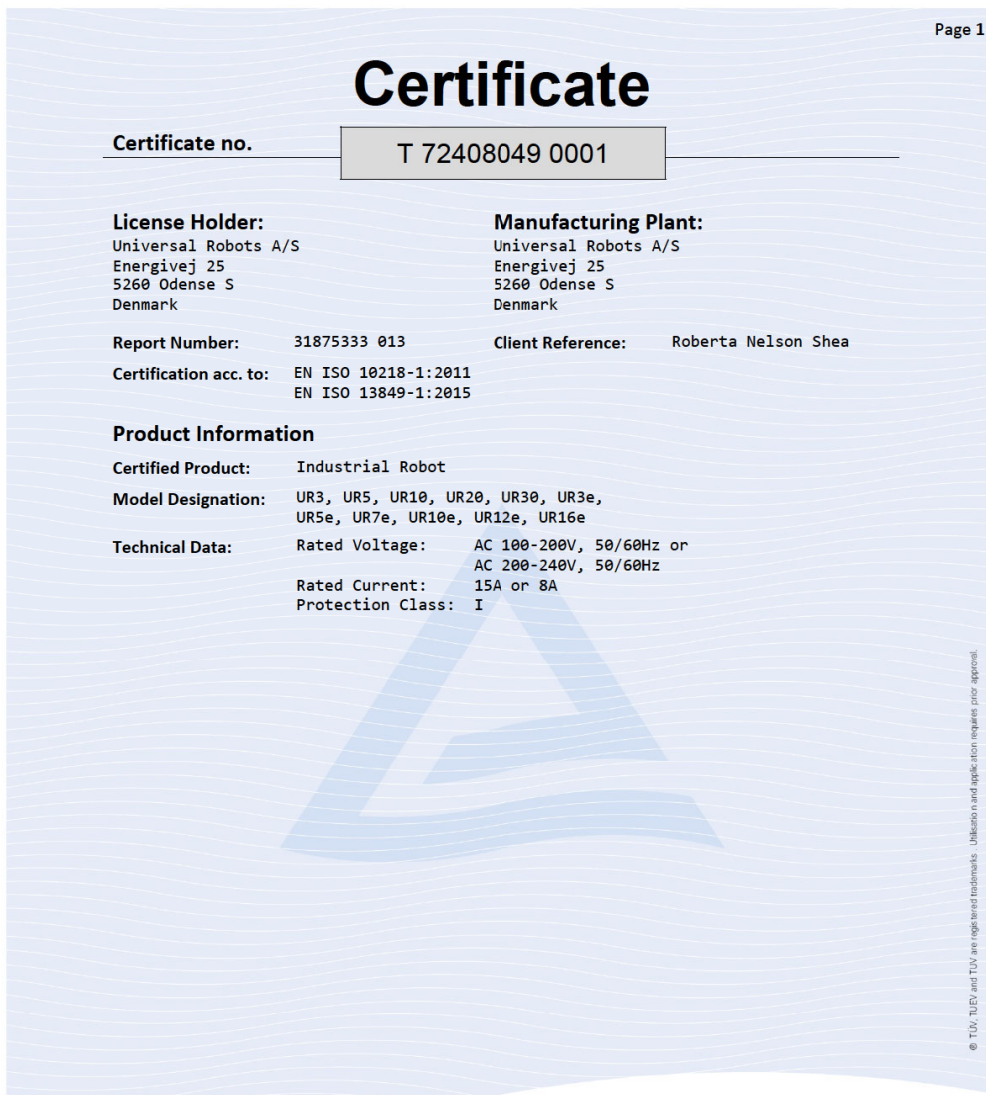 Page 1
Certificate
Certificate no.
T 72408049 0001
License Holder:
Universal Robots A/S
Energivej 25
5260 Odense S
Denmark
Manufacturing Plant:
Universal Robots A/S
Energivej 25
5260 Odense S
Denmark
Report Number: 31875333 013
Client Reference: Roberta Nelson Shea
Certification acc. to: EN ISO 10218-1:2011
EN ISO 13849-1:2015
Product Information
Certified Product: Industrial Robot
Model Designation: UR3, UR5, UR10, UR20, UR30, UR3e,
UR5e, UR7e, UR10e, UR12e, UR16e
Technical Data: Rated Voltage: AC 100-200V, 50/60Hz or
AC 200-240V, 50/60Hz
Rated Current: 15A or 8A
Protection Class: I
® TÜV, TUEV and TUV are registered trademarks. Utilisation and application requires prior approval.